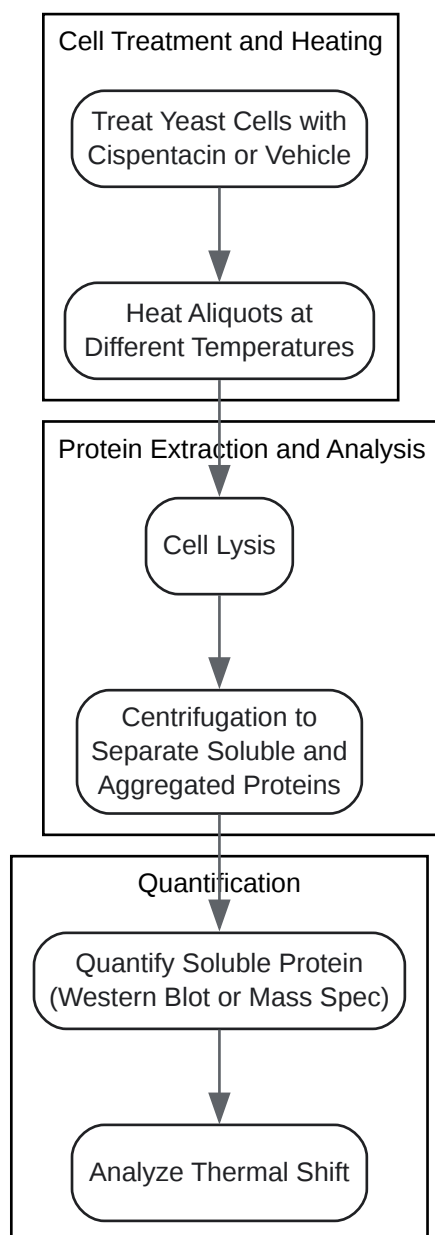 Cell Treatment and Heating
Treat Yeast Cells with
Cispentacin or Vehicle
Heat Aliquots at
Different Temperatures
Protein Extraction and Analysis
Cell Lysis
Centrifugation to
Separate Soluble and
Aggregated Proteins
Quantification
Quantify Soluble Protein
(Western Blot or Mass Spec)
Analyze Thermal Shift